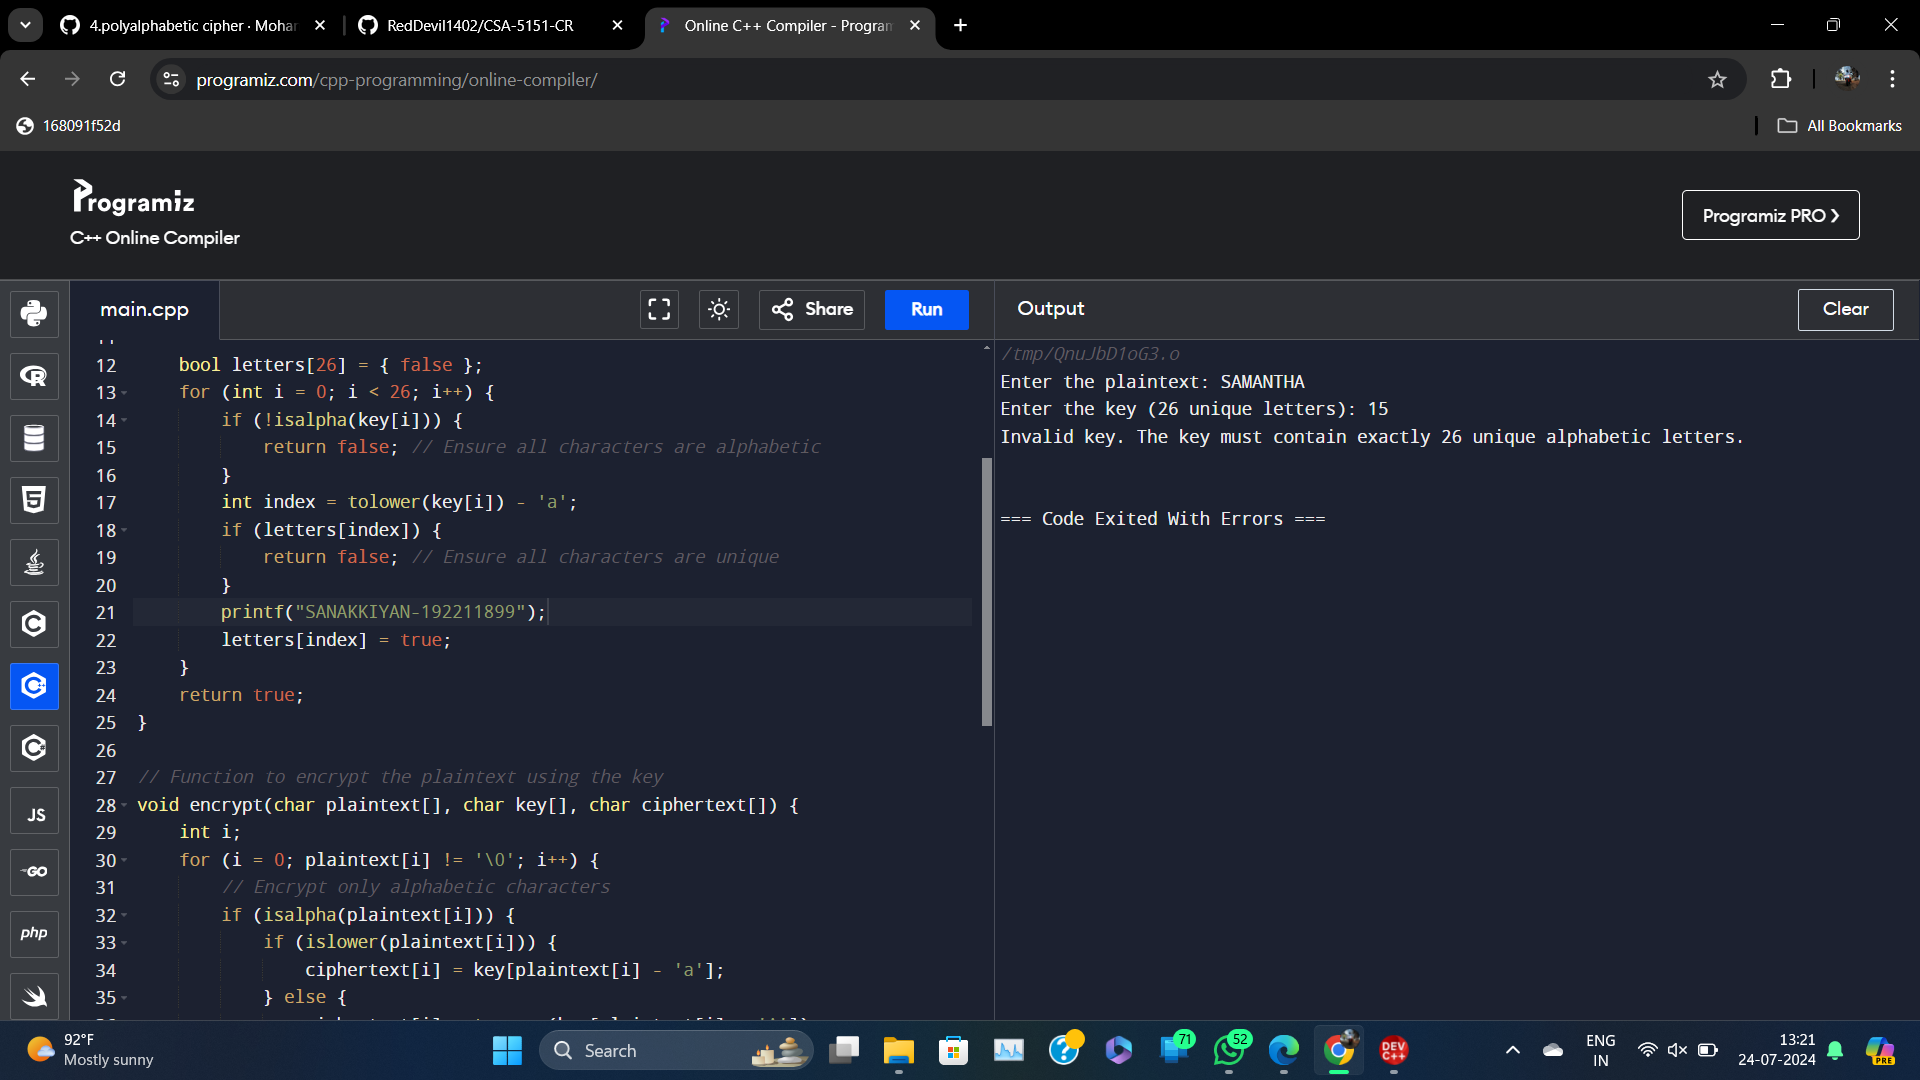 4.polyalphabetic cipher · Mohan
RedDevil1402/CSA-5151-CR
Online C++ Compiler - Program
programiz.com/cpp-programming/online-compiler/
168091f52d
All Bookmarks
Programiz
C++ Online Compiler
Programiz PRO ❯
main.cpp
Share
Run
Output
Clear
12 bool letters[26] = { false };
13 for (int i = 0; i < 26; i++) {
14 if (!isalpha(key[i])) {
15 return false; // Ensure all characters are alphabetic
16 }
17 int index = tolower(key[i]) - 'a';
18 if (letters[index]) {
19 return false; // Ensure all characters are unique
20 }
21 printf("SANAKKIYAN-192211899");
22 letters[index] = true;
23 }
24 return true;
25 }
26
27 // Function to encrypt the plaintext using the key
28 void encrypt(char plaintext[], char key[], char ciphertext[]) {
29 int i;
30 for (i = 0; plaintext[i] != '\0'; i++) {
31 // Encrypt only alphabetic characters
32 if (isalpha(plaintext[i])) {
33 if (islower(plaintext[i])) {
34 ciphertext[i] = key[plaintext[i] - 'a'];
35 } else {
/tmp/QnuJbD1oG3.o
Enter the plaintext: SAMANTHA
Enter the key (26 unique letters): 15
Invalid key. The key must contain exactly 26 unique alphabetic letters.
=== Code Exited With Errors ===
JS
GO
php
92°F
Mostly sunny
Search
71
52
DEV
C++
ENG
IN
13:21
24-07-2024
PRE